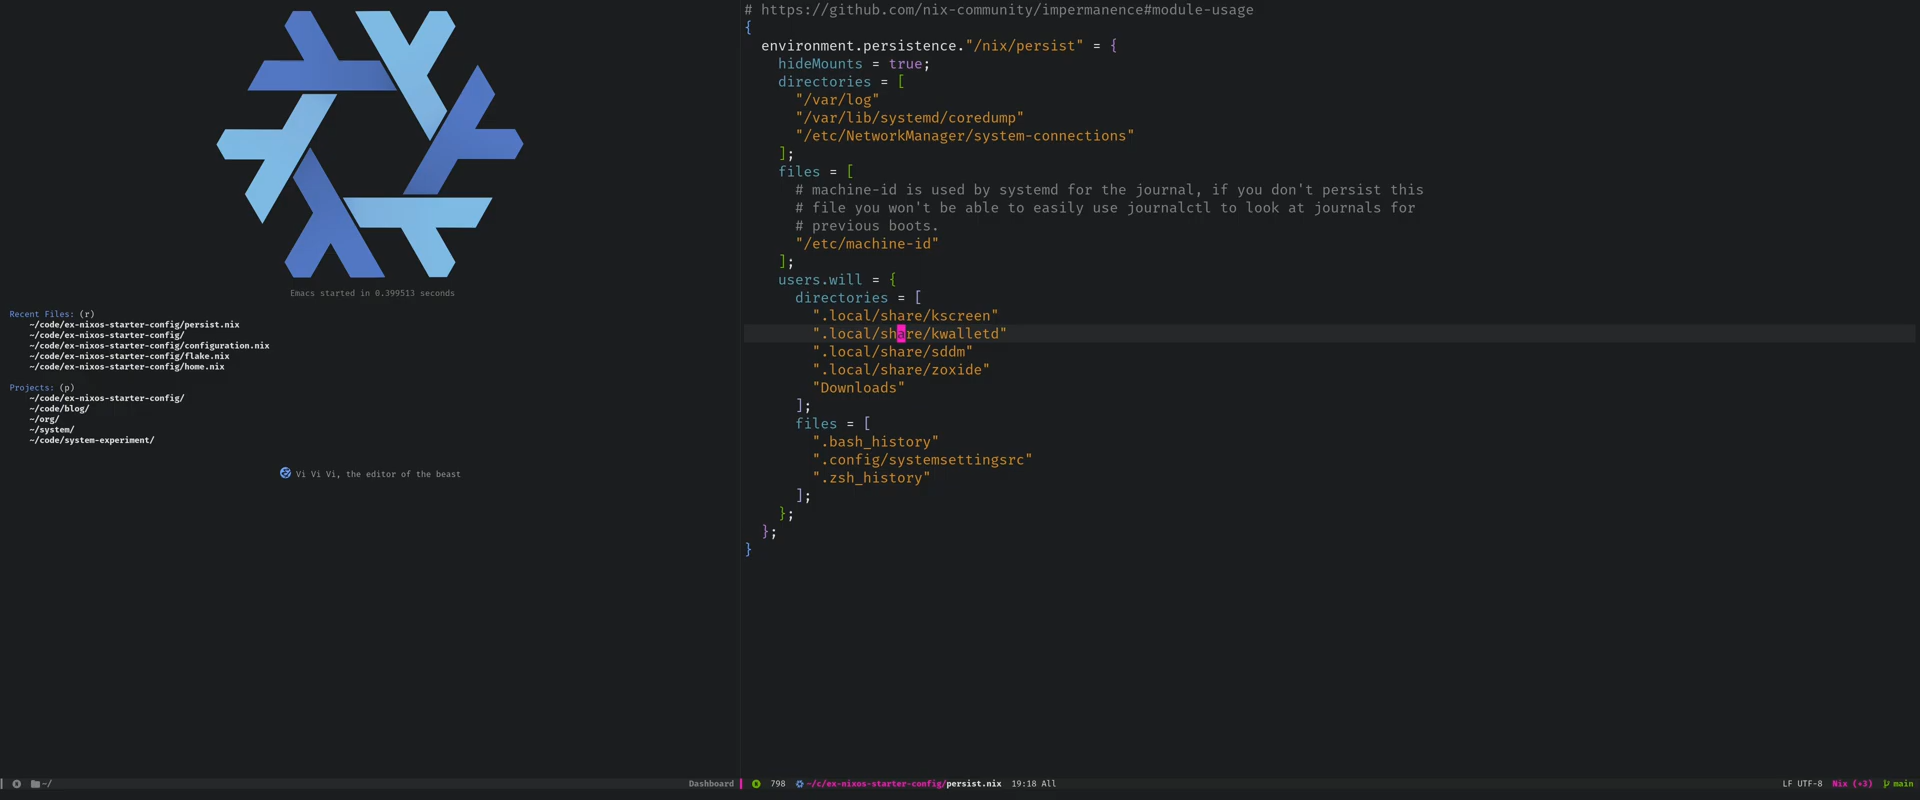 Emacs started in 0.399513 seconds
Recent Files: (r)
~/code/ex-nixos-starter-config/persist.nix
~/code/ex-nixos-starter-config/
~/code/ex-nixos-starter-config/configuration.nix
~/code/ex-nixos-starter-config/flake.nix
~/code/ex-nixos-starter-config/home.nix
Projects: (p)
~/code/ex-nixos-starter-config/
~/code/blog/
~/org/
~/system/
~/code/system-experiment/
Vi Vi Vi, the editor of the beast
~/
Dashboard
# https://github.com/nix-community/impermanence#module-usage
{
  environment.persistence."/nix/persist" = {
    hideMounts = true;
    directories = [
      "/var/log"
      "/var/lib/systemd/coredump"
      "/etc/NetworkManager/system-connections"
    ];
    files = [
      # machine-id is used by systemd for the journal, if you don't persist this
      # file you won't be able to easily use journalctl to look at journals for
      # previous boots.
      "/etc/machine-id"
    ];
    users.will = {
      directories = [
        ".local/share/kscreen"
        ".local/share/kwalletd"
        ".local/share/sddm"
        ".local/share/zoxide"
        "Downloads"
      ];
      files = [
        ".bash_history"
        ".config/systemsettingsrc"
        ".zsh_history"
      ];
    };
  };
}
798 ~/c/ex-nixos-starter-config/persist.nix 19:18 All
LF UTF-8 Nix (+3) main